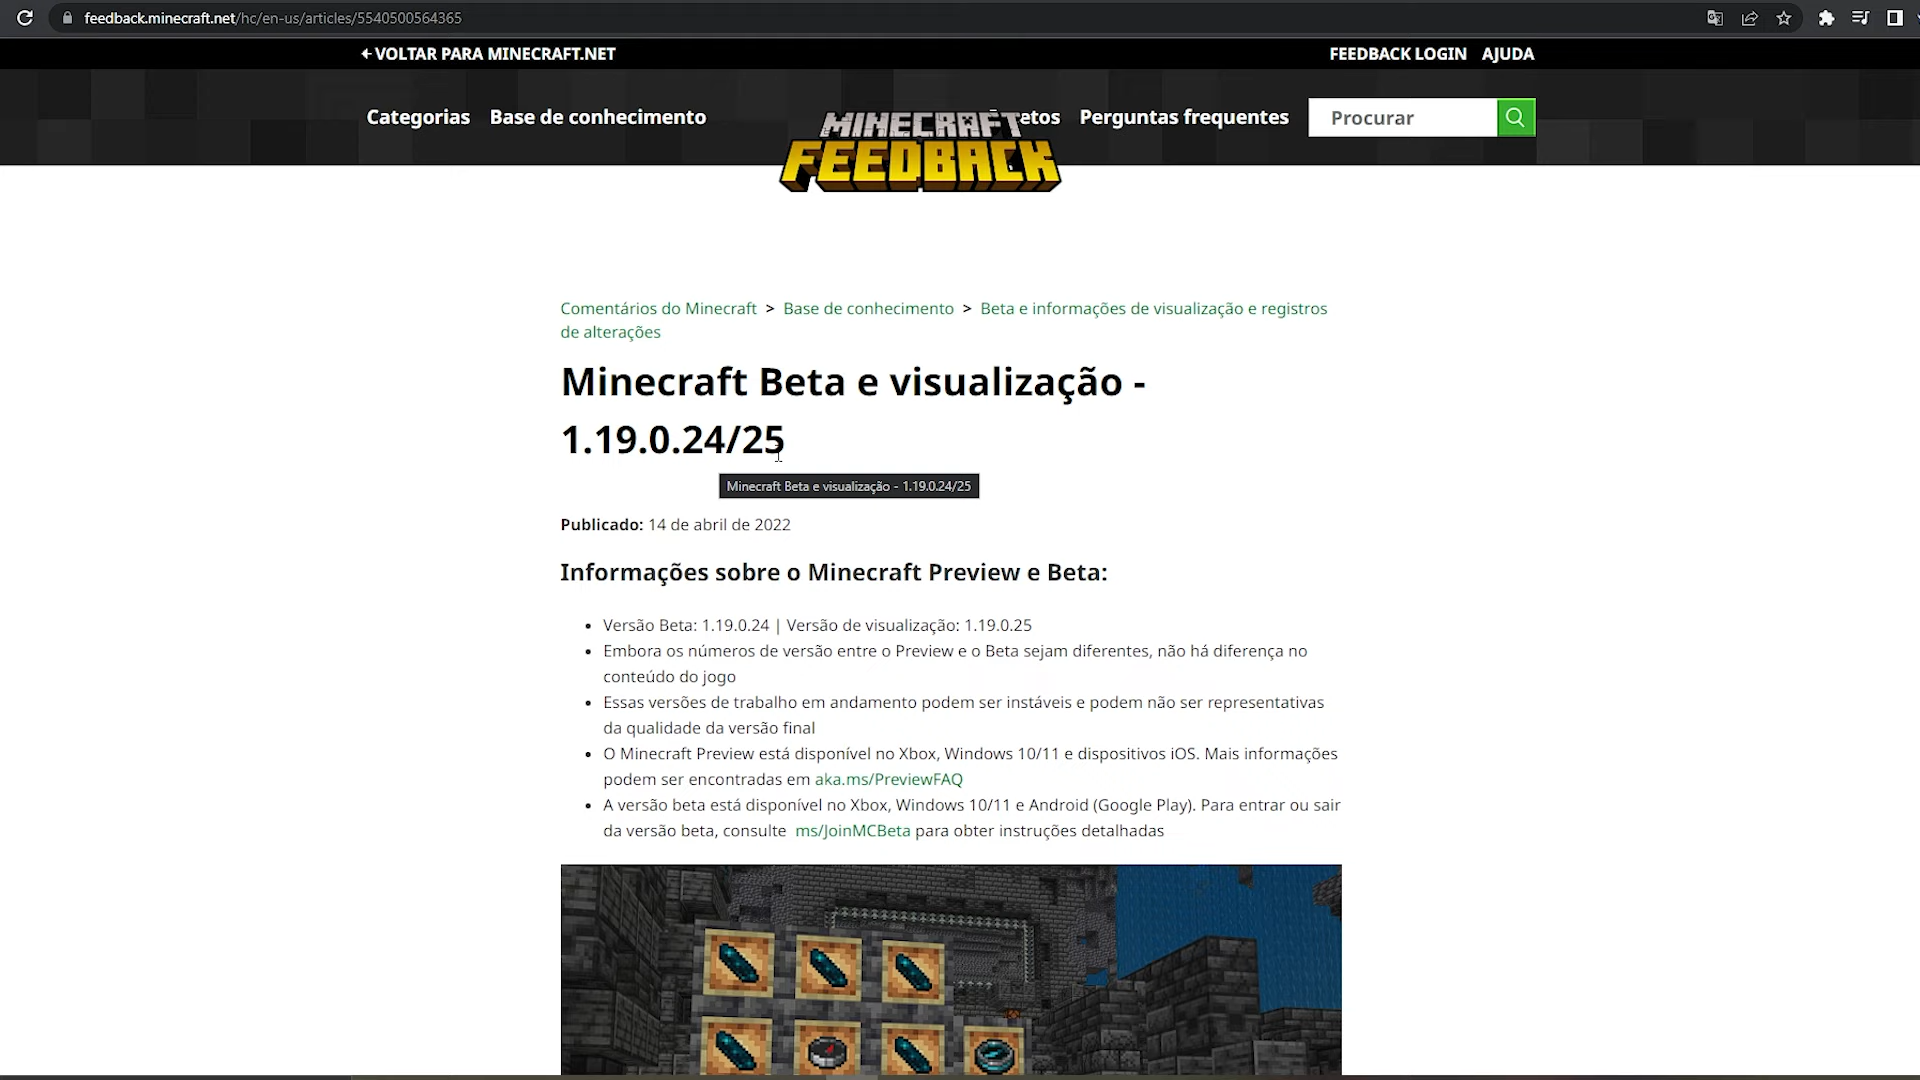 feedback.minecraft.net/hc/en-us/articles/5540500564365
VOLTAR PARA MINECRAFT.NET
FEEDBACK LOGIN AJUDA
Categorias Base de conhecimento
MINECRAFT
FEEDBACK
etos Perguntas frequentes
Procurar
Comentários do Minecraft > Base de conhecimento > Beta e informações de visualização e registros
de alterações
Minecraft Beta e visualização -
1.19.0.24/25
Minecraft Beta e visualização - 1.19.0.24/25
Publicado: 14 de abril de 2022
Informações sobre o Minecraft Preview e Beta:
• Versão Beta: 1.19.0.24 | Versão de visualização: 1.19.0.25
• Embora os números de versão entre o Preview e o Beta sejam diferentes, não há diferença no
conteúdo do jogo
• Essas versões de trabalho em andamento podem ser instáveis e podem não ser representativas
da qualidade da versão final
• O Minecraft Preview está disponível no Xbox, Windows 10/11 e dispositivos iOS. Mais informações
podem ser encontradas em aka.ms/PreviewFAQ
• A versão beta está disponível no Xbox, Windows 10/11 e Android (Google Play). Para entrar ou sair
da versão beta, consulte ms/JoinMCBeta para obter instruções detalhadas